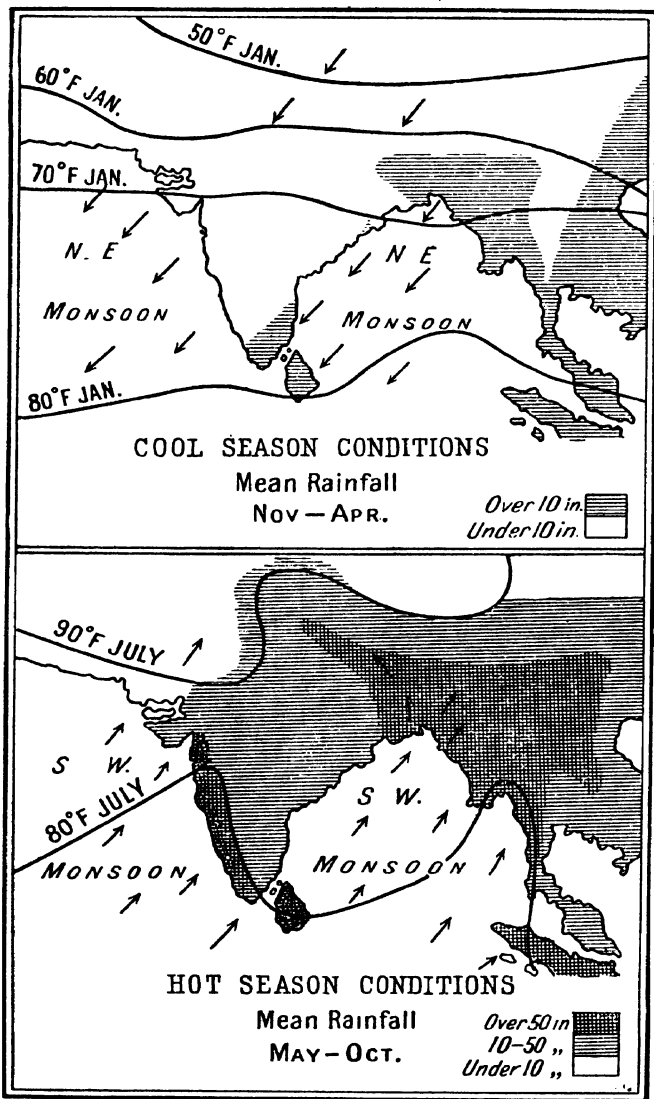 50°F JAN.
60°F JAN.
70°F JAN.
N. E
N E
MONSOON
MONSOON
80°F JAN.
COOL SEASON CONDITIONS
Mean Rainfall
NOV – APR.
Over 10 in.
Under 10 in.
90°F JULY
S W.
S W.
80°F JULY
MONSOON
MONSOON
HOT SEASON CONDITIONS
Mean Rainfall
MAY – OCT.
Over 50 in
10–50 „
Under 10 „